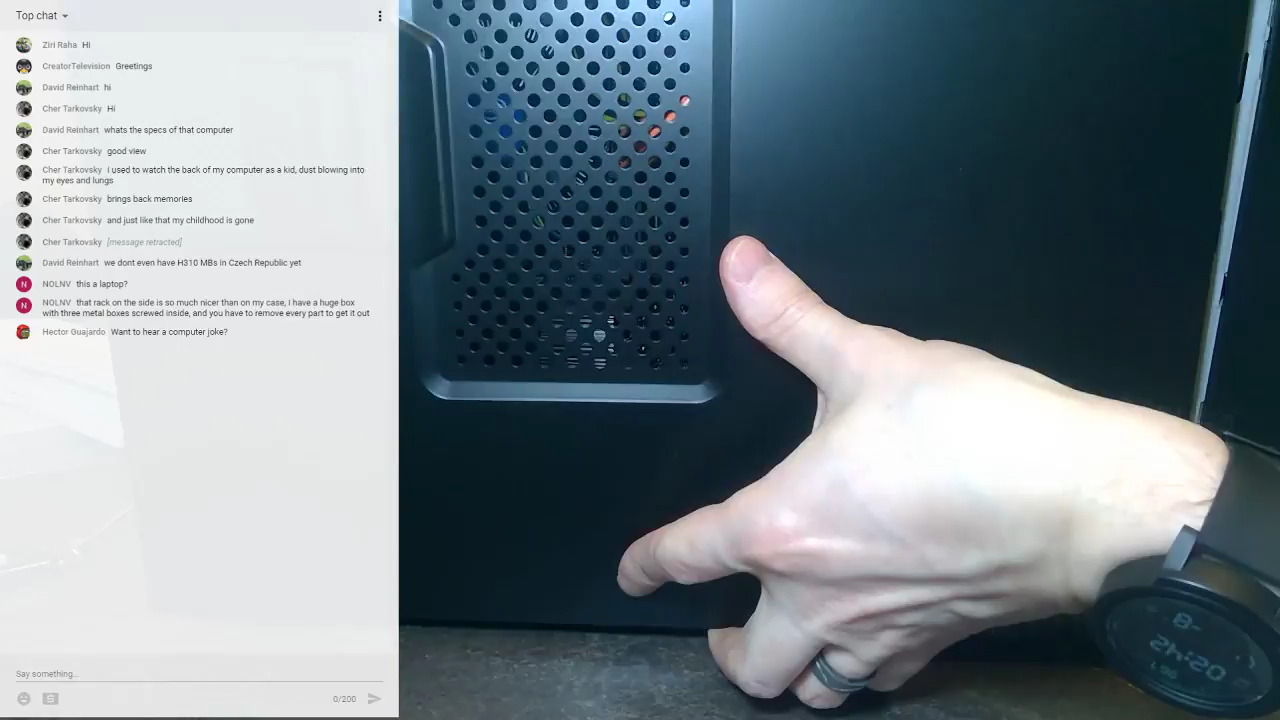 Top chat
Ziri Raha Hi
CreatorTelevision Greetings
David Reinhart hi
Cher Tarkovsky Hi
David Reinhart whats the specs of that computer
Cher Tarkovsky good view
Cher Tarkovsky I used to watch the back of my computer as a kid, dust blowing into
my eyes and lungs
Cher Tarkovsky brings back memories
Cher Tarkovsky and just like that my childhood is gone
Cher Tarkovsky [message retracted]
David Reinhart we dont even have H310 MBs in Czech Republic yet
N NOLNV this a laptop?
N NOLNV that rack on the side is so much nicer than on my case, i have a huge box
with three metal boxes screwed inside, and you have to remove every part to get it out
Hector Guajardo Want to hear a computer joke?
Say something...
0/200